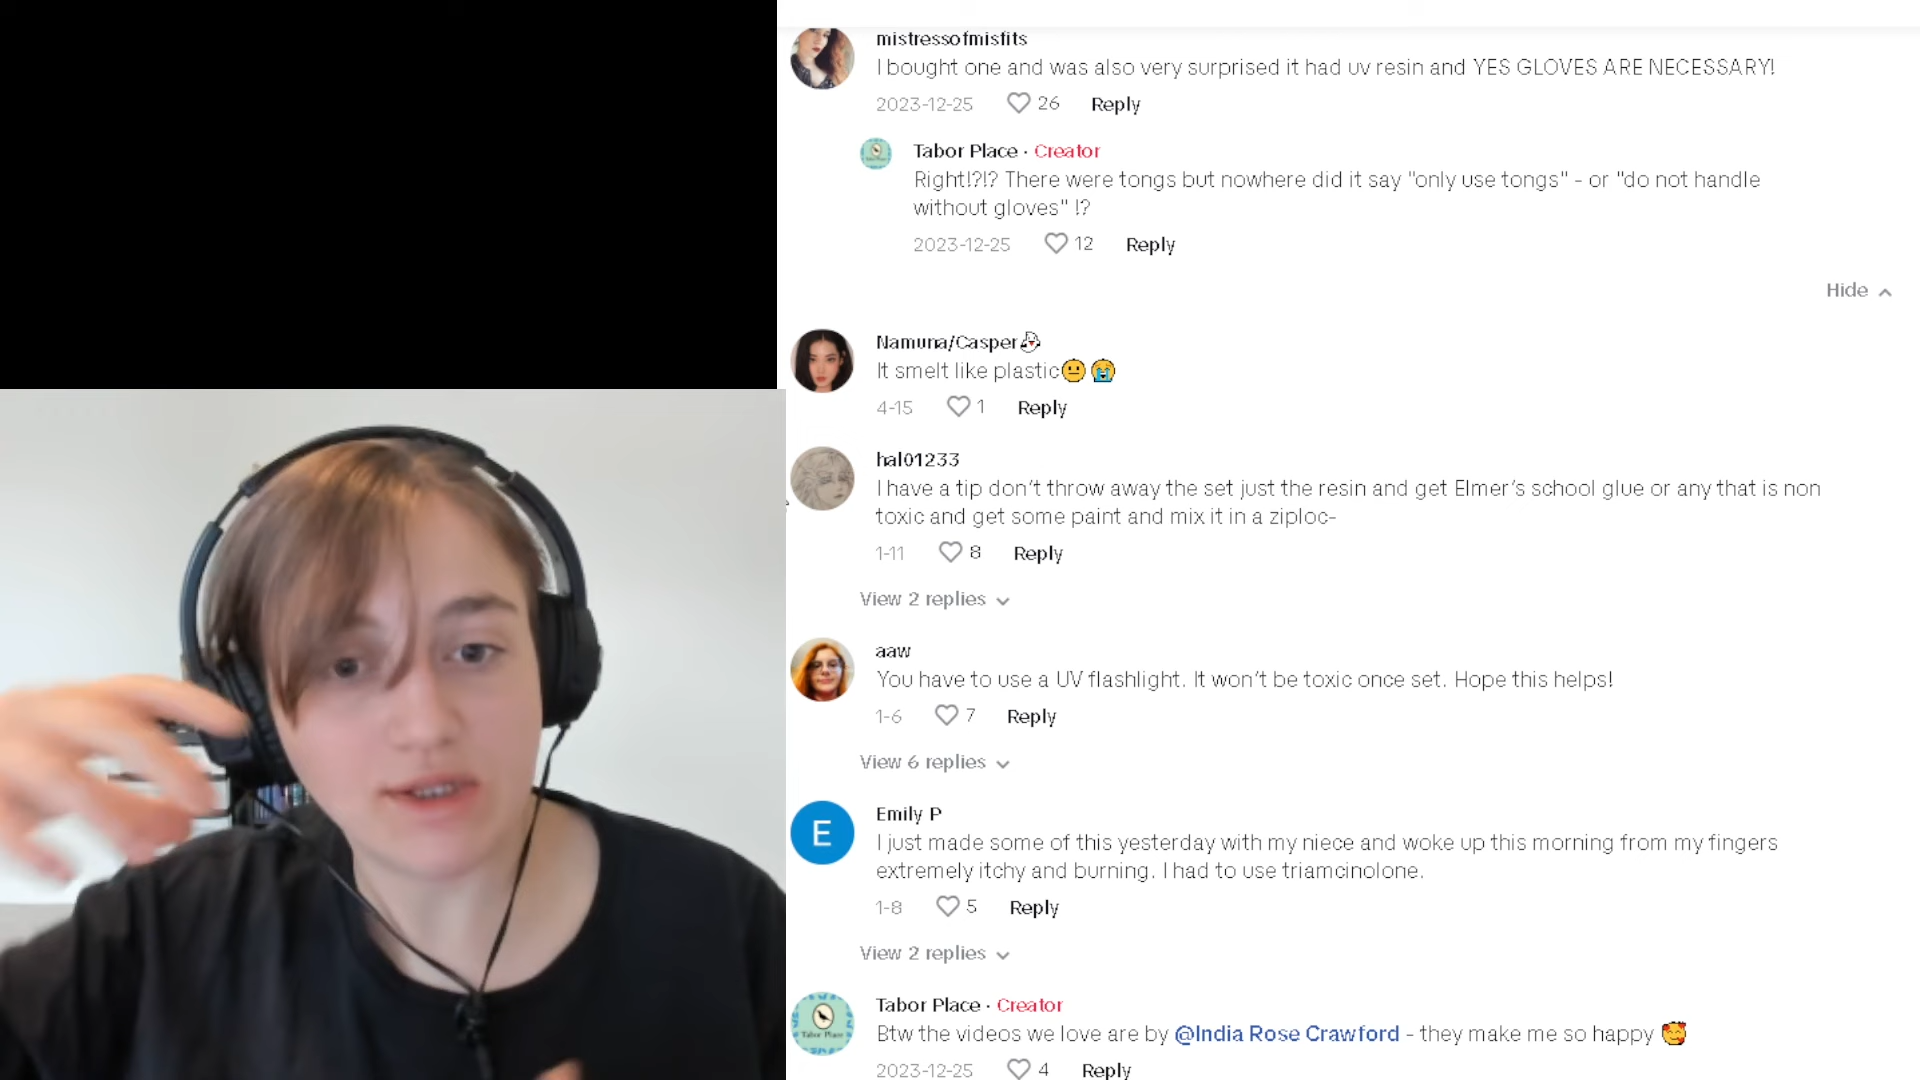 mistressofmisfits
I bought one and was also very surprised it had uv resin and YES GLOVES ARE NECESSARY!
2023-12-25 26 Reply
Tabor Place · Creator
Right!?!? There were tongs but nowhere did it say "only use tongs" - or "do not handle
without gloves" !?
2023-12-25 12 Reply
Hide
Namuna/Casper👻
It smelt like plastic😐😭
4-15 1 Reply
hal01233
I have a tip don’t throw away the set just the resin and get Elmer’s school glue or any that is non
toxic and get some paint and mix it in a ziploc-
1-11 8 Reply
View 2 replies
aaw
You have to use a UV flashlight. It won’t be toxic once set. Hope this helps!
1-6 7 Reply
View 6 replies
E
Emily P
I just made some of this yesterday with my niece and woke up this morning from my fingers
extremely itchy and burning. I had to use triamcinolone.
1-8 5 Reply
View 2 replies
Tabor Place
Tabor Place · Creator
Btw the videos we love are by @India Rose Crawford - they make me so happy 🥰
2023-12-25 4 Reply